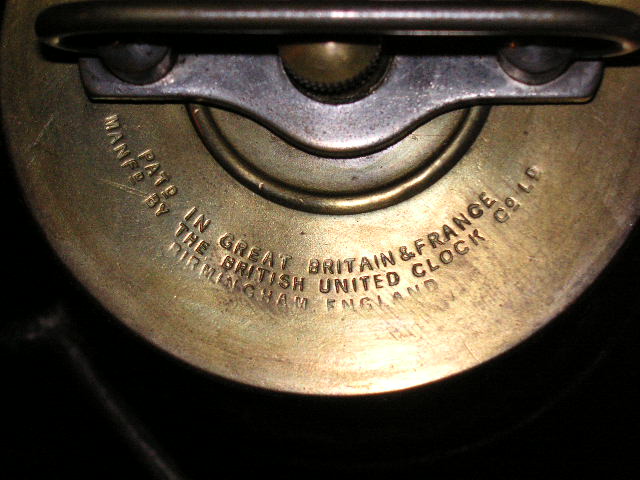 PATD IN GREAT BRITAIN & FRANCE
MANFD BY THE BRITISH UNITED CLOCK CO LD
BIRMINGHAM ENGLAND